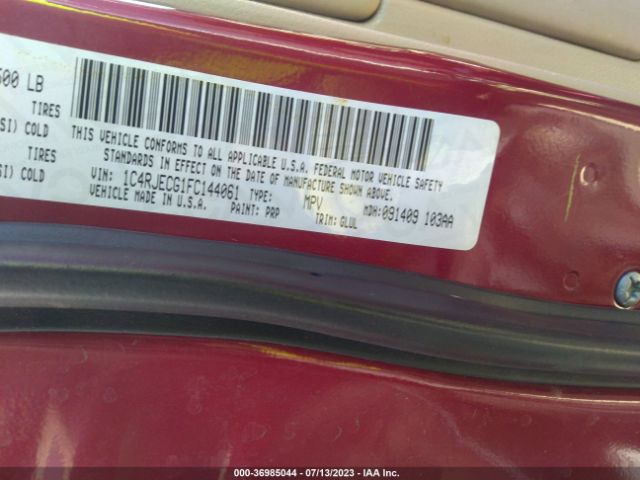 500 LB
TIRES
SI) COLD
TIRES
SI) COLD
THIS VEHICLE CONFORMS TO ALL APPLICABLE U.S.A. FEDERAL MOTOR VEHICLE SAFETY
STANDARDS IN EFFECT ON THE DATE OF MANUFACTURE SHOWN ABOVE.
VIN: 1C4RJECG1FC144061 TYPE: MPV MDH:091409 103AA
VEHICLE MADE IN U.S.A. PAINT: PRP TRIM: GLUL
000-36985044 / 07/13/2023 - IAA Inc.